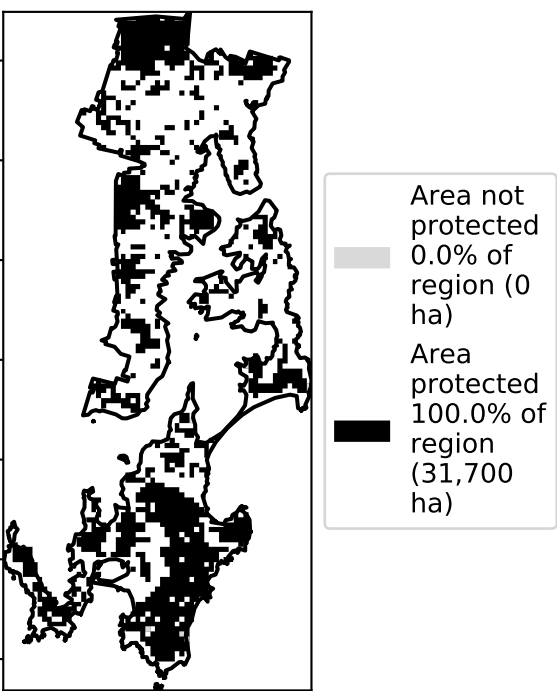 Area not
protected
0.0% of
region (0
ha)
Area
protected
100.0% of
region
(31,700
ha)